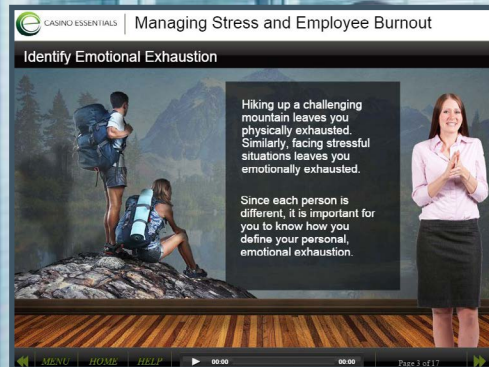 CASINO ESSENTIALS
Managing Stress and Employee Burnout
Identify Emotional Exhaustion
Hiking up a challenging
mountain leaves you
physically exhausted.
Similarly, facing stressful
situations leaves you
emotionally exhausted.
Since each person is
different, it is important for
you to know how you
define your personal,
emotional exhaustion.
MENU HOME HELP 00:00 00:00 Page 3 of 17